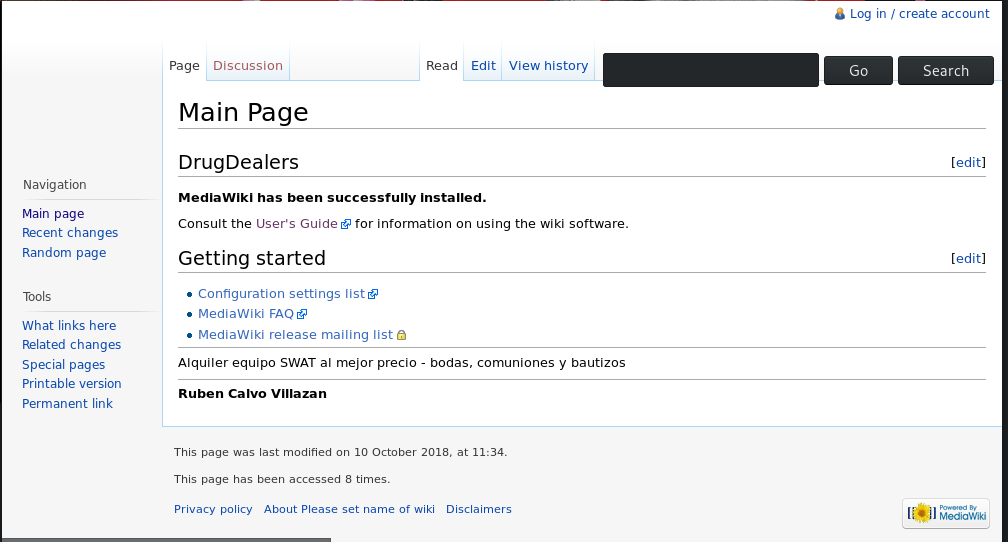 Log in / create account
Page Discussion Read Edit View history Go Search
Main Page
DrugDealers [edit]
MediaWiki has been successfully installed.
Consult the User's Guide for information on using the wiki software.
Getting started [edit]
Configuration settings list
MediaWiki FAQ
MediaWiki release mailing list
Alquiler equipo SWAT al mejor precio - bodas, comuniones y bautizos
Ruben Calvo Villazan
Navigation
Main page
Recent changes
Random page
Tools
What links here
Related changes
Special pages
Printable version
Permanent link
This page was last modified on 10 October 2018, at 11:34.
This page has been accessed 8 times.
Privacy policy About Please set name of wiki Disclaimers
Powered By
MediaWiki